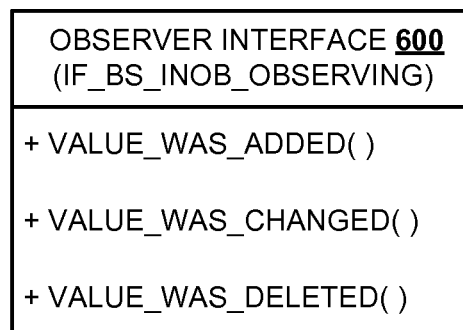 OBSERVER INTERFACE 600
(IF_BS_INOB_OBSERVING)
+ VALUE_WAS_ADDED( )
+ VALUE_WAS_CHANGED( )
+ VALUE_WAS_DELETED( )